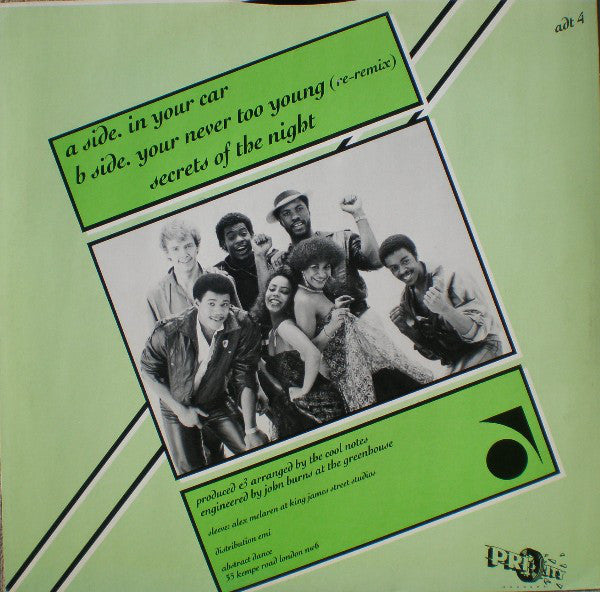 adt 4
a side. in your car
b side. your never too young (re-remix)
secrets of the night
produced & arranged by the cool notes
engineered by john burns at the greenhouse
sleeve: alex mclaren at king james street studios
distribution emi
abstract dance
33 kempe road london nw6